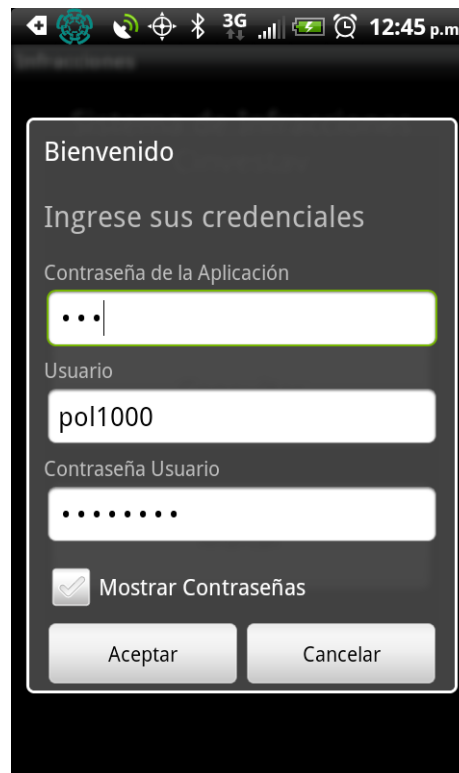 3G 12:45 p.m
Infracciones
Bienvenido
Ingrese sus credenciales
Contraseña de la Aplicación
•••
Usuario
pol1000
Contraseña Usuario
••••••••
Mostrar Contraseñas
Aceptar Cancelar